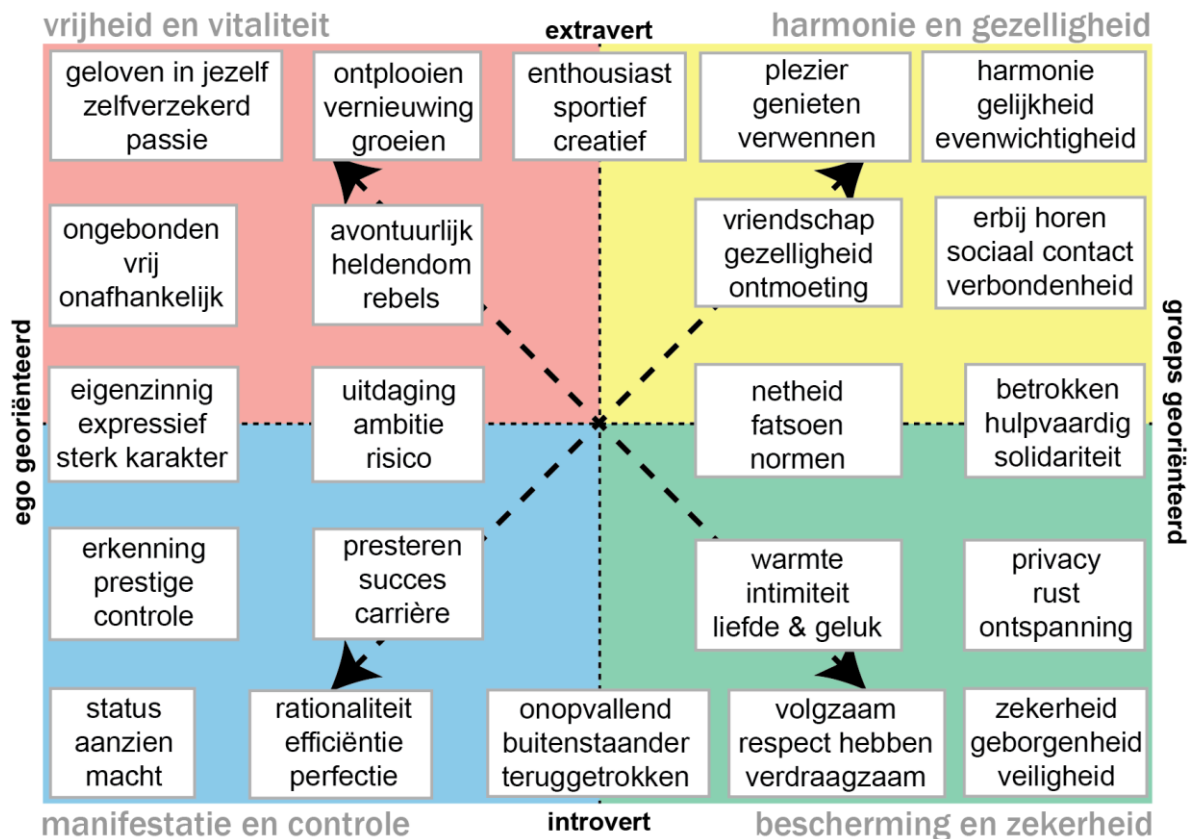 vrijheid en vitaliteit
extravert
harmonie en gezelligheid
geloven in jezelf
zelfverzekerd
passie
ontplooien
vernieuwing
groeien
enthousiast
sportief
creatief
plezier
genieten
verwennen
harmonie
gelijkheid
evenwichtigheid
ongebonden
vrij
onafhankelijk
avontuurlijk
heldendom
rebels
vriendschap
gezelligheid
ontmoeting
erbij horen
sociaal contact
verbondenheid
ego georiënteerd
groeps georiënteerd
eigenzinnig
expressief
sterk karakter
uitdaging
ambitie
risico
netheid
fatsoen
normen
betrokken
hulpvaardig
solidariteit
erkenning
prestige
controle
presteren
succes
carrière
warmte
intimiteit
liefde & geluk
privacy
rust
ontspanning
status
aanzien
macht
rationaliteit
efficiëntie
perfectie
onopvallend
buitenstaander
teruggetrokken
volgzaam
respect hebben
verdraagzaam
zekerheid
geborgenheid
veiligheid
manifestatie en controle
introvert
bescherming en zekerheid